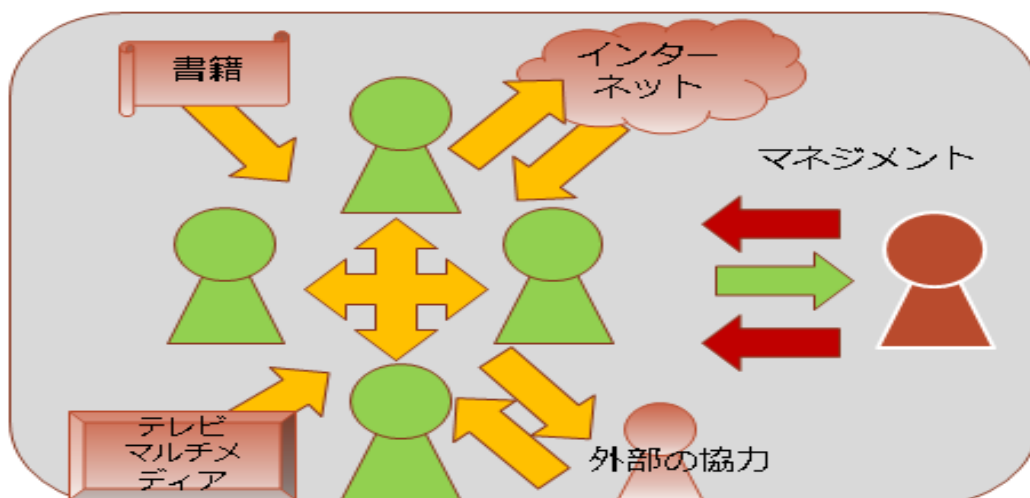 書籍
インター
ネット
マネジメント
テレビ
マルチメ
ディア
外部の協力